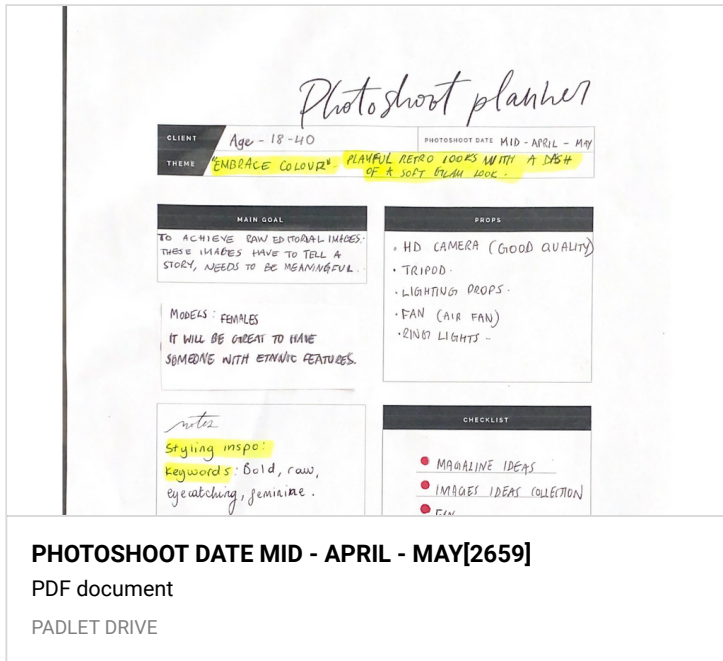 Photoshoot planner
CLIENT Age - 18-40
PHOTOSHOOT DATE MID - APRIL - MAY
THEME "EMBRACE COLOUR" PLAYFUL RETRO LOOKS WITH A DASH
OF A SOFT GLAM LOOK -
MAIN GOAL
TO ACHIEVE RAW EDITORIAL IMAGES.
THESE IMAGES HAVE TO TELL A
STORY, NEEDS TO BE MEANINGFUL.
MODELS: FEMALES
IT WILL BE GREAT TO HAVE
SOMEONE WITH ETHNIC FEATURES.
PROPS
• HD CAMERA (GOOD QUALITY)
• TRIPOD.
• LIGHTING PROPS.
• FAN (AIR FAN)
• RING LIGHTS -
notes
Styling inspo:
Keywords: Bold, raw,
eyecatching, feminine.
CHECKLIST
MAGAZINE IDEAS
IMAGES IDEAS COLLECTION
PHOTOSHOOT DATE MID - APRIL - MAY[2659]
PDF document
PADLET DRIVE